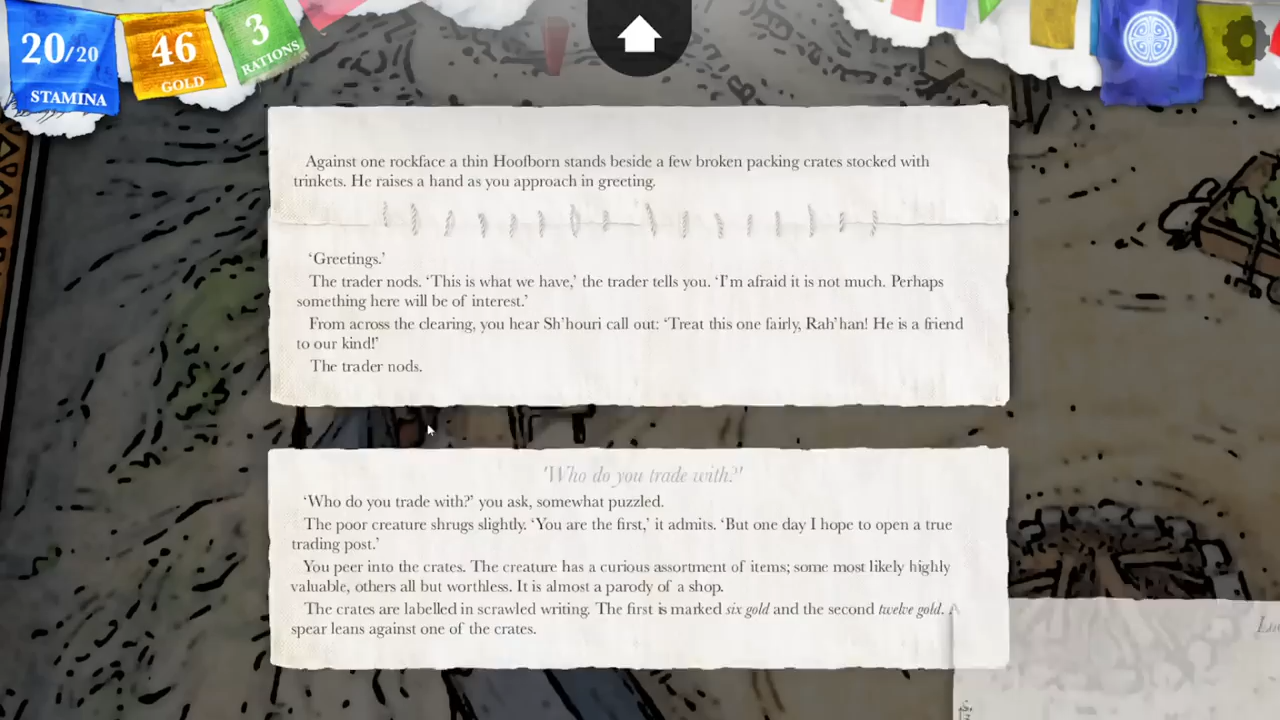 20/20
STAMINA
46
GOLD
3
RATIONS
Against one rockface a thin Hoofborn stands beside a few broken packing crates stocked with
trinkets. He raises a hand as you approach in greeting.
‘Greetings.’
The trader nods. ‘This is what we have,’ the trader tells you. ‘I'm afraid it is not much. Perhaps
something here will be of interest.’
From across the clearing, you hear Sh'houri call out: ‘Treat this one fairly, Rah'han! He is a friend
to our kind!’
The trader nods.
'Who do you trade with?'
‘Who do you trade with?’ you ask, somewhat puzzled.
The poor creature shrugs slightly. ‘You are the first,’ it admits. ‘But one day I hope to open a true
trading post.’
You peer into the crates. The creature has a curious assortment of items; some most likely highly
valuable, others all but worthless. It is almost a parody of a shop.
The crates are labelled in scrawled writing. The first is marked six gold and the second twelve gold. A
spear leans against one of the crates.